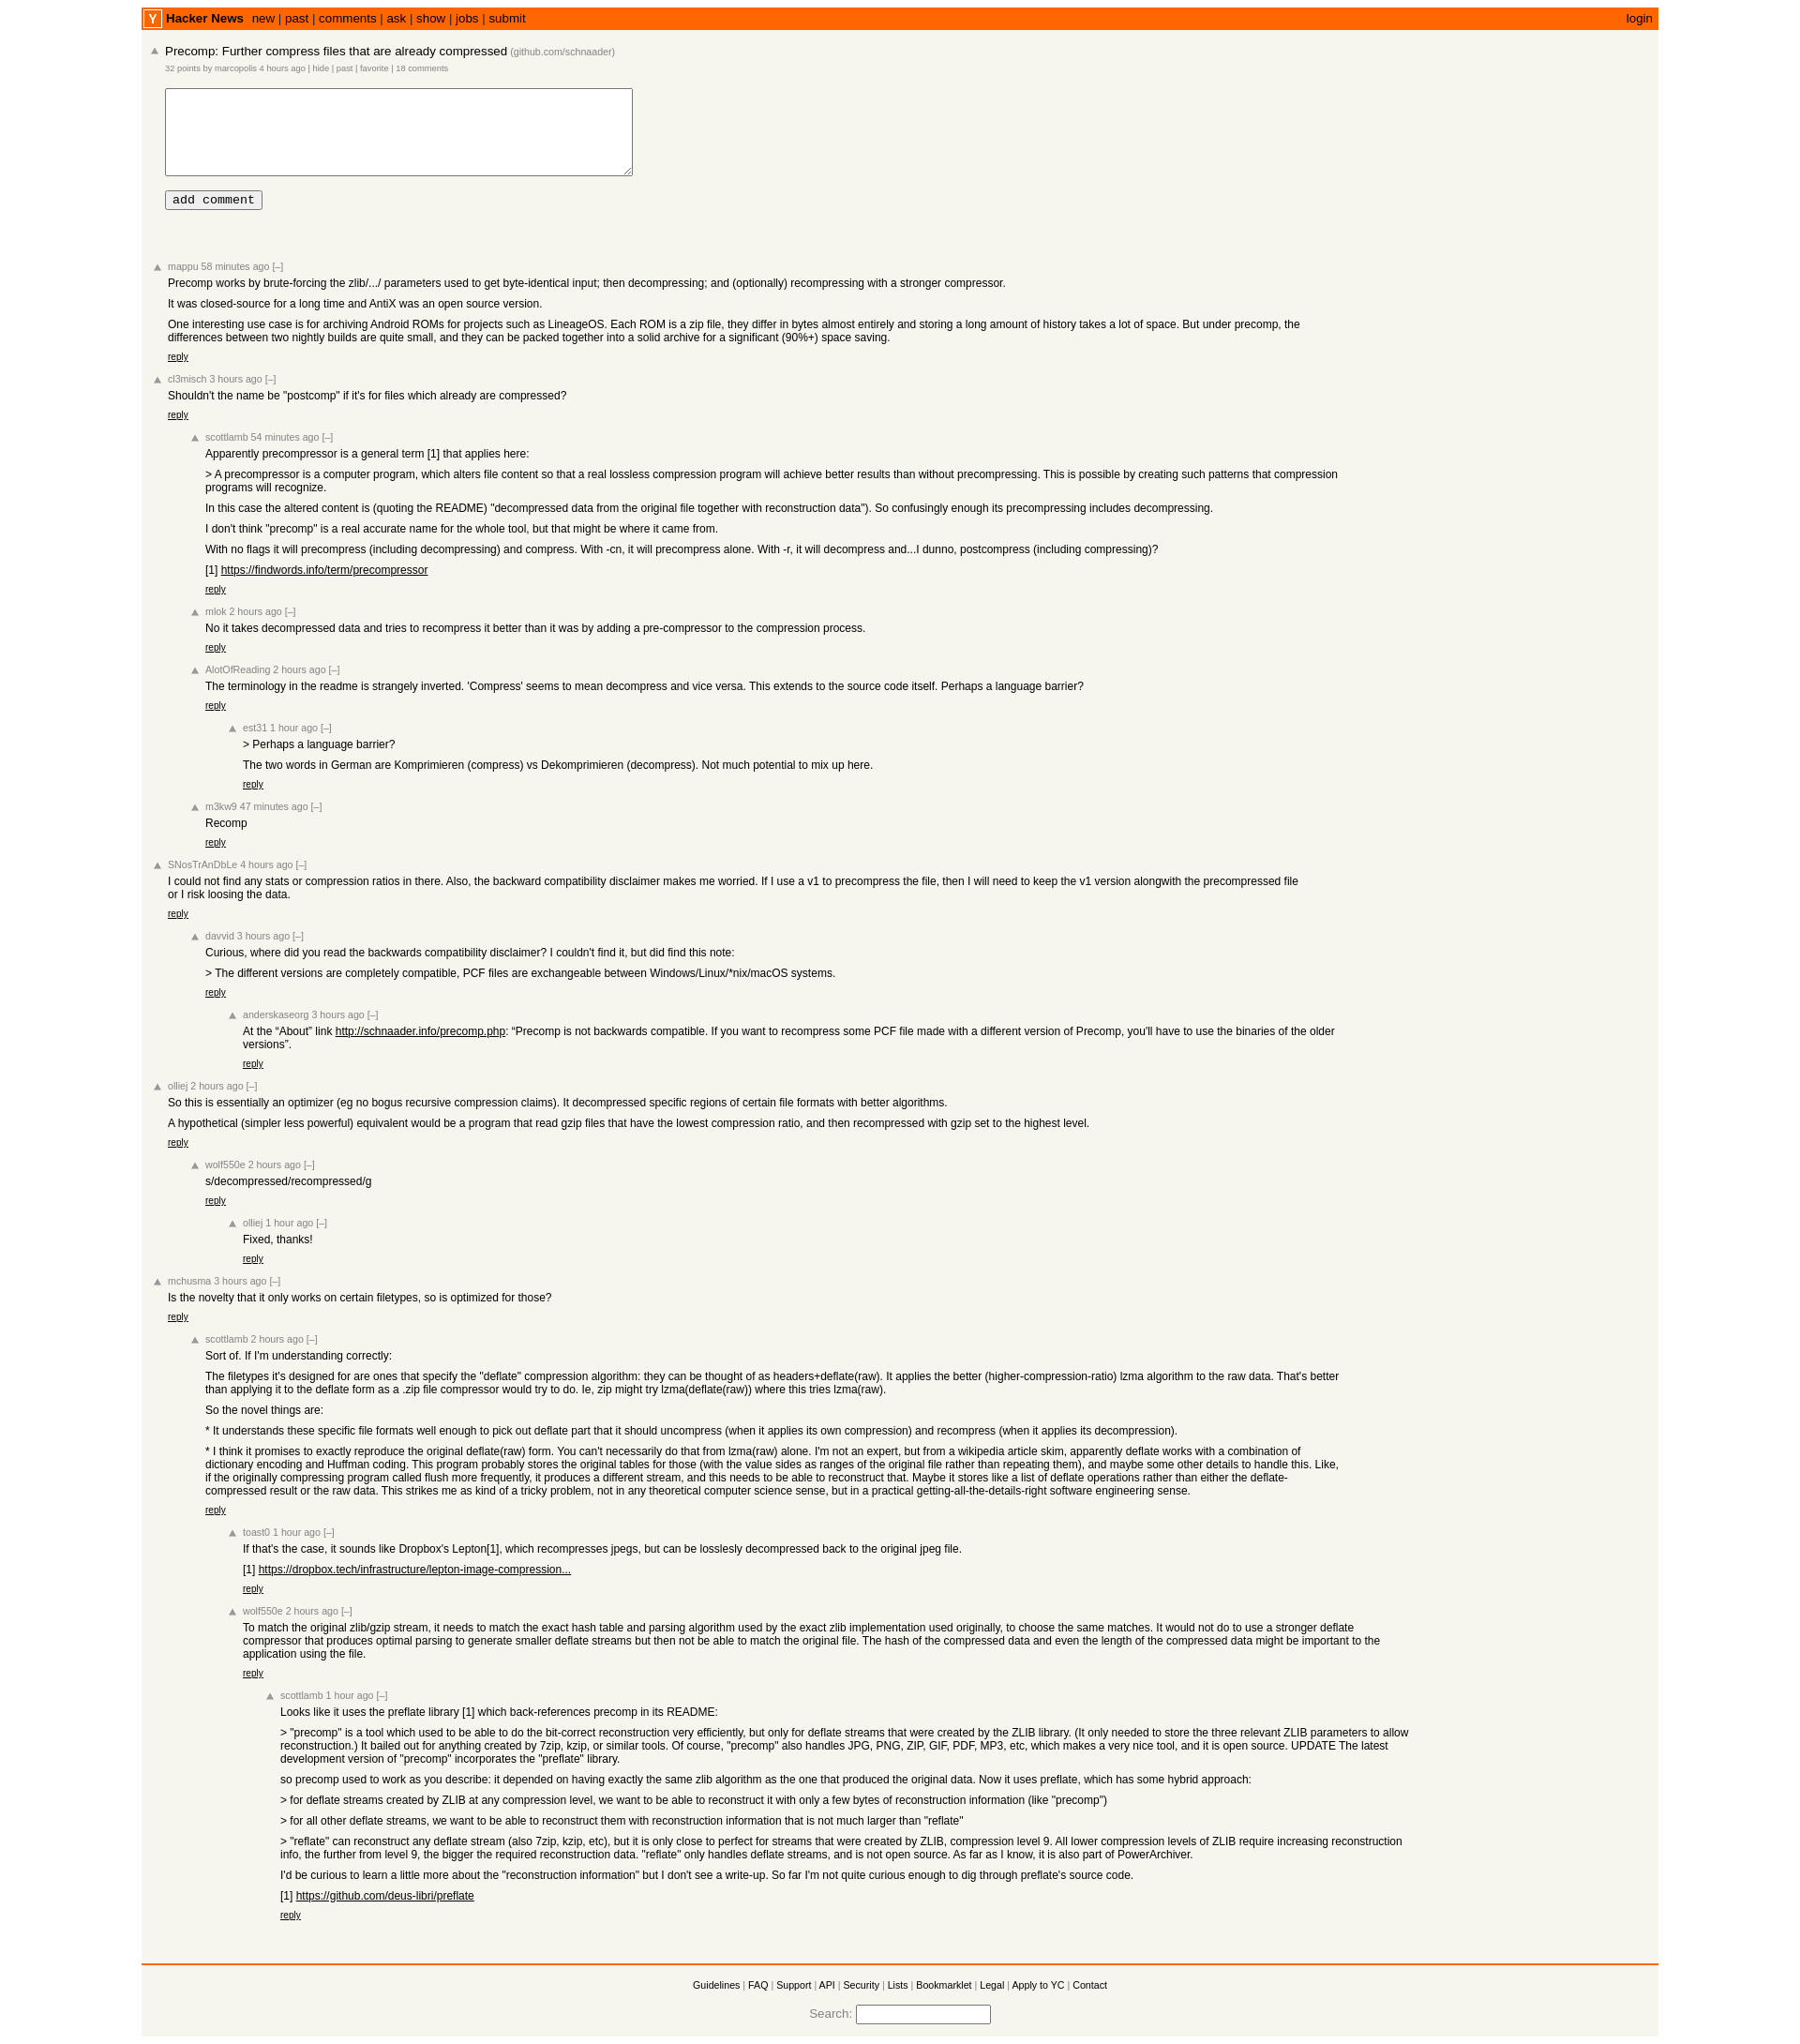 Y Hacker News new | past | comments | ask | show | jobs | submit login
Precomp: Further compress files that are already compressed (github.com/schnaader)
32 points by marcopolis 4 hours ago | hide | past | favorite | 18 comments
add comment
mappu 58 minutes ago [–]
Precomp works by brute-forcing the zlib/.../ parameters used to get byte-identical input; then decompressing; and (optionally) recompressing with a stronger compressor.
It was closed-source for a long time and AntiX was an open source version.
One interesting use case is for archiving Android ROMs for projects such as LineageOS. Each ROM is a zip file, they differ in bytes almost entirely and storing a long amount of history takes a lot of space. But under precomp, the
differences between two nightly builds are quite small, and they can be packed together into a solid archive for a significant (90%+) space saving.
reply
cl3misch 3 hours ago [–]
Shouldn't the name be "postcomp" if it's for files which already are compressed?
reply
scottlamb 54 minutes ago [–]
Apparently precompressor is a general term [1] that applies here:
> A precompressor is a computer program, which alters file content so that a real lossless compression program will achieve better results than without precompressing. This is possible by creating such patterns that compression
programs will recognize.
In this case the altered content is (quoting the README) "decompressed data from the original file together with reconstruction data"). So confusingly enough its precompressing includes decompressing.
I don't think "precomp" is a real accurate name for the whole tool, but that might be where it came from.
With no flags it will precompress (including decompressing) and compress. With -cn, it will precompress alone. With -r, it will decompress and...I dunno, postcompress (including compressing)?
[1] https://findwords.info/term/precompressor
reply
mlok 2 hours ago [–]
No it takes decompressed data and tries to recompress it better than it was by adding a pre-compressor to the compression process.
reply
AlotOfReading 2 hours ago [–]
The terminology in the readme is strangely inverted. 'Compress' seems to mean decompress and vice versa. This extends to the source code itself. Perhaps a language barrier?
reply
est31 1 hour ago [–]
> Perhaps a language barrier?
The two words in German are Komprimieren (compress) vs Dekomprimieren (decompress). Not much potential to mix up here.
reply
m3kw9 47 minutes ago [–]
Recomp
reply
SNosTrAnDbLe 4 hours ago [–]
I could not find any stats or compression ratios in there. Also, the backward compatibility disclaimer makes me worried. If I use a v1 to precompress the file, then I will need to keep the v1 version alongwith the precompressed file
or I risk loosing the data.
reply
davvid 3 hours ago [–]
Curious, where did you read the backwards compatibility disclaimer? I couldn't find it, but did find this note:
> The different versions are completely compatible, PCF files are exchangeable between Windows/Linux/*nix/macOS systems.
reply
anderskaseorg 3 hours ago [–]
At the “About” link http://schnaader.info/precomp.php: “Precomp is not backwards compatible. If you want to recompress some PCF file made with a different version of Precomp, you'll have to use the binaries of the older
versions”.
reply
olliej 2 hours ago [–]
So this is essentially an optimizer (eg no bogus recursive compression claims). It decompressed specific regions of certain file formats with better algorithms.
A hypothetical (simpler less powerful) equivalent would be a program that read gzip files that have the lowest compression ratio, and then recompressed with gzip set to the highest level.
reply
wolf550e 2 hours ago [–]
s/decompressed/recompressed/g
reply
olliej 1 hour ago [–]
Fixed, thanks!
reply
mchusma 3 hours ago [–]
Is the novelty that it only works on certain filetypes, so is optimized for those?
reply
scottlamb 2 hours ago [–]
Sort of. If I'm understanding correctly:
The filetypes it's designed for are ones that specify the "deflate" compression algorithm: they can be thought of as headers+deflate(raw). It applies the better (higher-compression-ratio) lzma algorithm to the raw data. That's better
than applying it to the deflate form as a .zip file compressor would try to do. Ie, zip might try lzma(deflate(raw)) where this tries lzma(raw).
So the novel things are:
* It understands these specific file formats well enough to pick out deflate part that it should uncompress (when it applies its own compression) and recompress (when it applies its decompression).
* I think it promises to exactly reproduce the original deflate(raw) form. You can't necessarily do that from lzma(raw) alone. I'm not an expert, but from a wikipedia article skim, apparently deflate works with a combination of
dictionary encoding and Huffman coding. This program probably stores the original tables for those (with the value sides as ranges of the original file rather than repeating them), and maybe some other details to handle this. Like,
if the originally compressing program called flush more frequently, it produces a different stream, and this needs to be able to reconstruct that. Maybe it stores like a list of deflate operations rather than either the deflate-
compressed result or the raw data. This strikes me as kind of a tricky problem, not in any theoretical computer science sense, but in a practical getting-all-the-details-right software engineering sense.
reply
toast0 1 hour ago [–]
If that's the case, it sounds like Dropbox's Lepton[1], which recompresses jpegs, but can be losslesly decompressed back to the original jpeg file.
[1] https://dropbox.tech/infrastructure/lepton-image-compression...
reply
wolf550e 2 hours ago [–]
To match the original zlib/gzip stream, it needs to match the exact hash table and parsing algorithm used by the exact zlib implementation used originally, to choose the same matches. It would not do to use a stronger deflate
compressor that produces optimal parsing to generate smaller deflate streams but then not be able to match the original file. The hash of the compressed data and even the length of the compressed data might be important to the
application using the file.
reply
scottlamb 1 hour ago [–]
Looks like it uses the preflate library [1] which back-references precomp in its README:
> "precomp" is a tool which used to be able to do the bit-correct reconstruction very efficiently, but only for deflate streams that were created by the ZLIB library. (It only needed to store the three relevant ZLIB parameters to allow
reconstruction.) It bailed out for anything created by 7zip, kzip, or similar tools. Of course, "precomp" also handles JPG, PNG, ZIP, GIF, PDF, MP3, etc, which makes a very nice tool, and it is open source. UPDATE The latest
development version of "precomp" incorporates the "preflate" library.
so precomp used to work as you describe: it depended on having exactly the same zlib algorithm as the one that produced the original data. Now it uses preflate, which has some hybrid approach:
> for deflate streams created by ZLIB at any compression level, we want to be able to reconstruct it with only a few bytes of reconstruction information (like "precomp")
> for all other deflate streams, we want to be able to reconstruct them with reconstruction information that is not much larger than "reflate"
> "reflate" can reconstruct any deflate stream (also 7zip, kzip, etc), but it is only close to perfect for streams that were created by ZLIB, compression level 9. All lower compression levels of ZLIB require increasing reconstruction
info, the further from level 9, the bigger the required reconstruction data. "reflate" only handles deflate streams, and is not open source. As far as I know, it is also part of PowerArchiver.
I'd be curious to learn a little more about the "reconstruction information" but I don't see a write-up. So far I'm not quite curious enough to dig through preflate's source code.
[1] https://github.com/deus-libri/preflate
reply
Guidelines | FAQ | Support | API | Security | Lists | Bookmarklet | Legal | Apply to YC | Contact
Search: